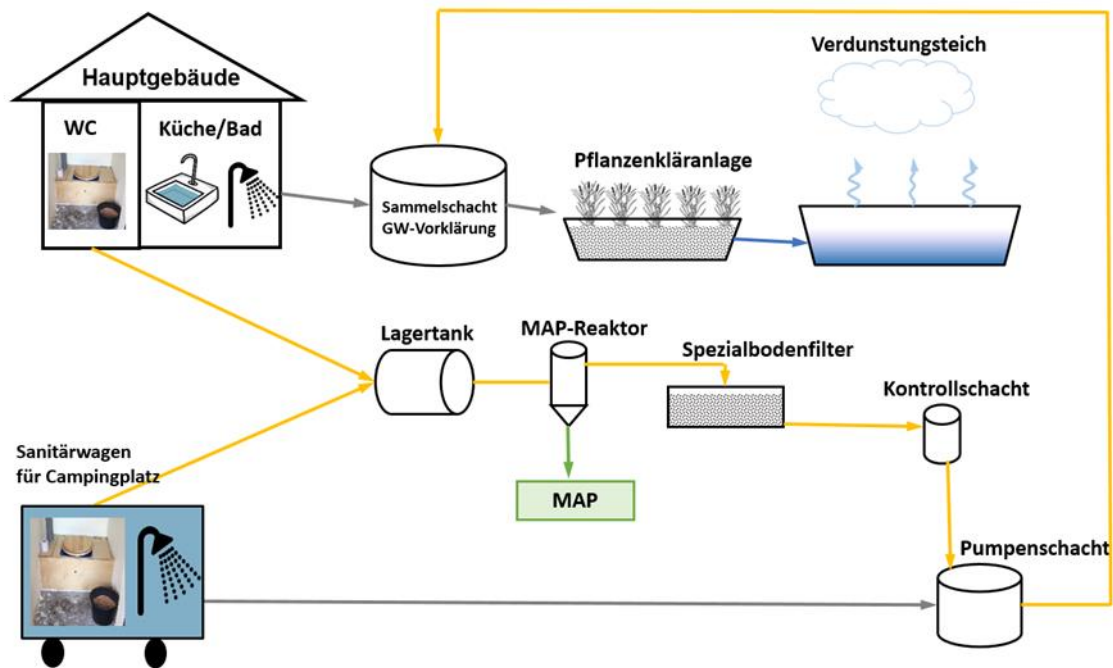 Verdunstungsteich
Hauptgebäude
WC
Küche/Bad
Pflanzenkläranlage
Sammelschacht
GW-Vorklärung
Lagertank
MAP-Reaktor
Spezialbodenfilter
Kontrollschacht
Sanitärwagen
für Campingplatz
MAP
Pumpenschacht